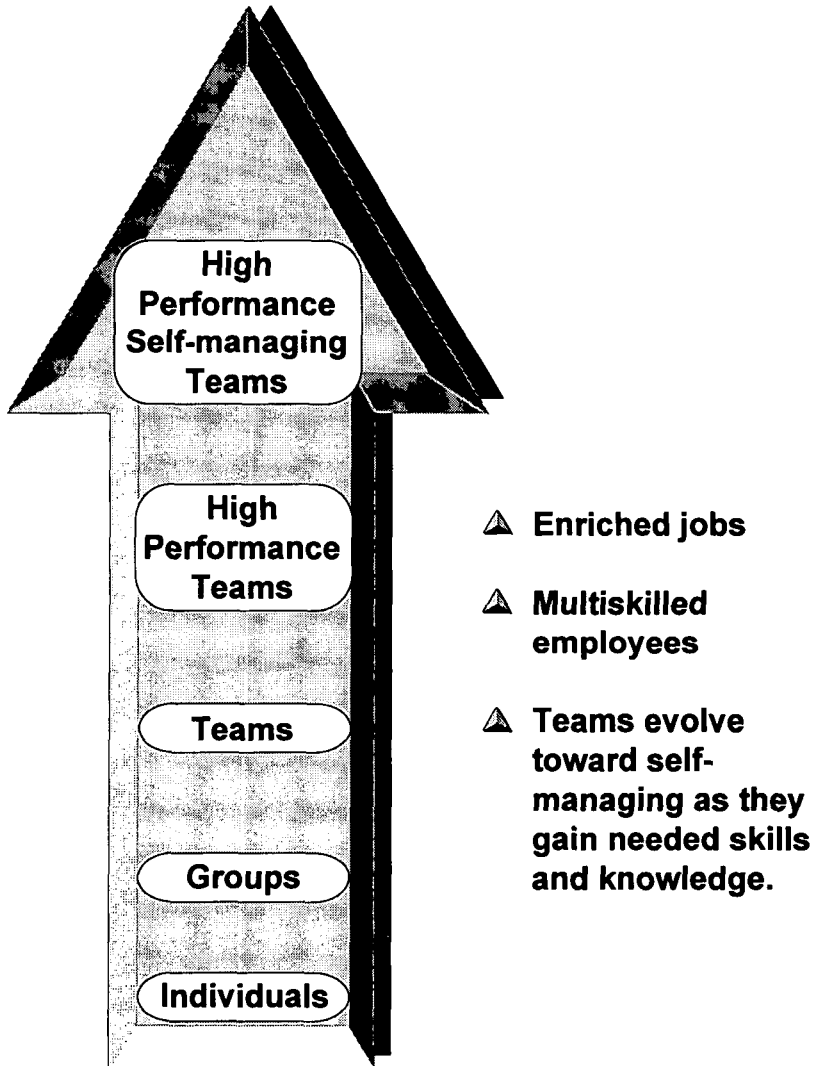 High
Performance
Self-managing
Teams
High
Performance
Teams
Teams
Groups
Individuals
Enriched jobs
Multiskilled
employees
Teams evolve
toward self-
managing as they
gain needed skills
and knowledge.